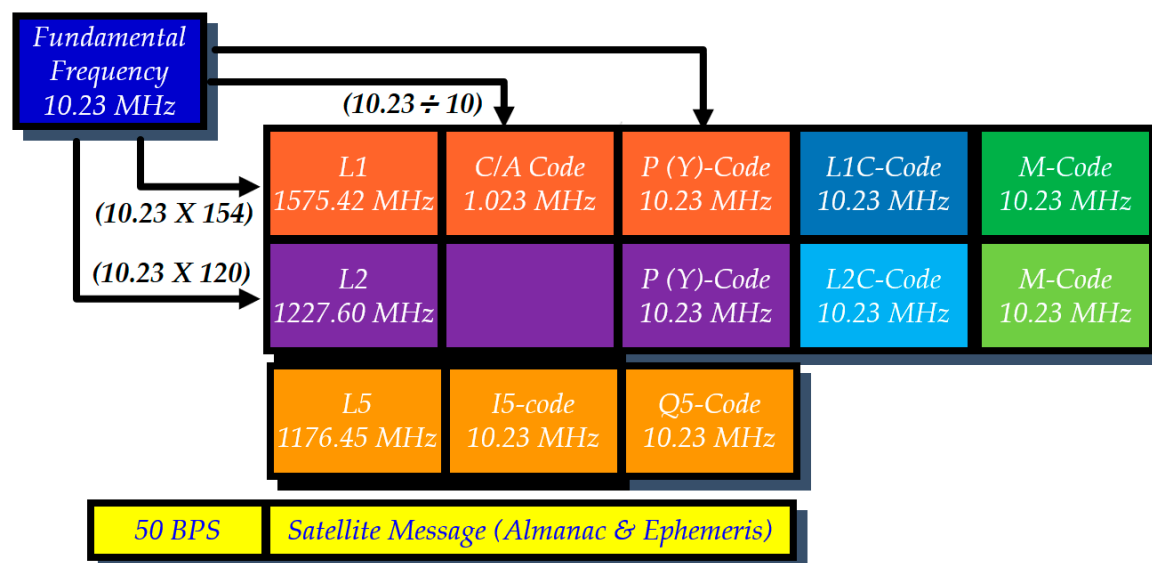 Fundamental
Frequency
10.23 MHz
(10.23 ÷ 10)
(10.23 X 154)
(10.23 X 120)
L1
1575.42 MHz
C/A Code
1.023 MHz
P (Y)-Code
10.23 MHz
L1C-Code
10.23 MHz
M-Code
10.23 MHz
L2
1227.60 MHz
P (Y)-Code
10.23 MHz
L2C-Code
10.23 MHz
M-Code
10.23 MHz
L5
1176.45 MHz
I5-code
10.23 MHz
Q5-Code
10.23 MHz
50 BPS
Satellite Message (Almanac & Ephemeris)